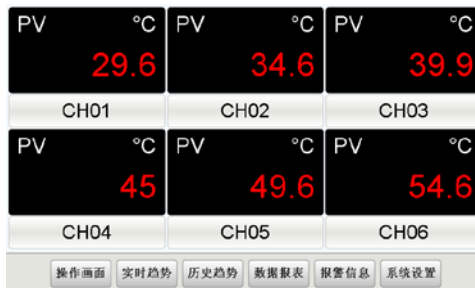 PV °C PV °C PV °C
29.6 34.6 39.9
CH01 CH02 CH03
PV °C PV °C PV °C
45 49.6 54.6
CH04 CH05 CH06
操作画面 实时趋势 历史趋势 数据报表 报警信息 系统设置